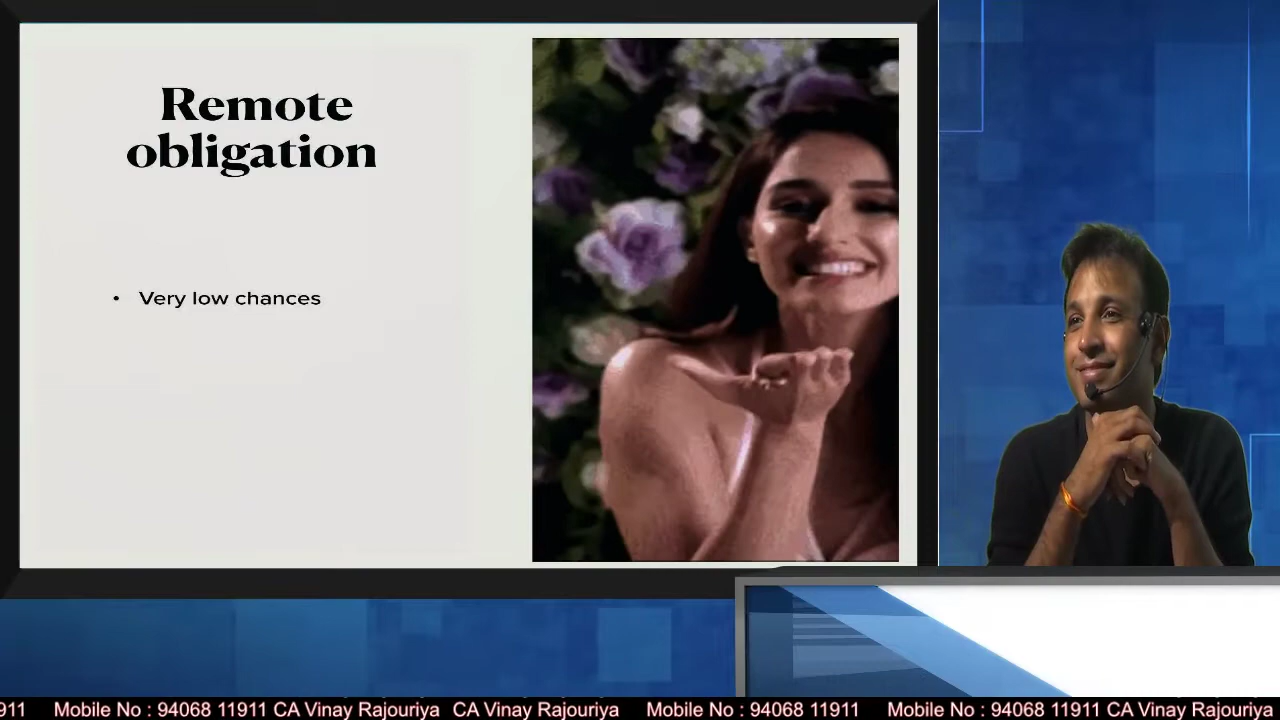 Remote
obligation
• Very low chances
911 Mobile No : 94068 11911 CA Vinay Rajouriya CA Vinay Rajouriya Mobile No : 94068 11911 Mobile No : 94068 11911 CA Vinay Rajouriya